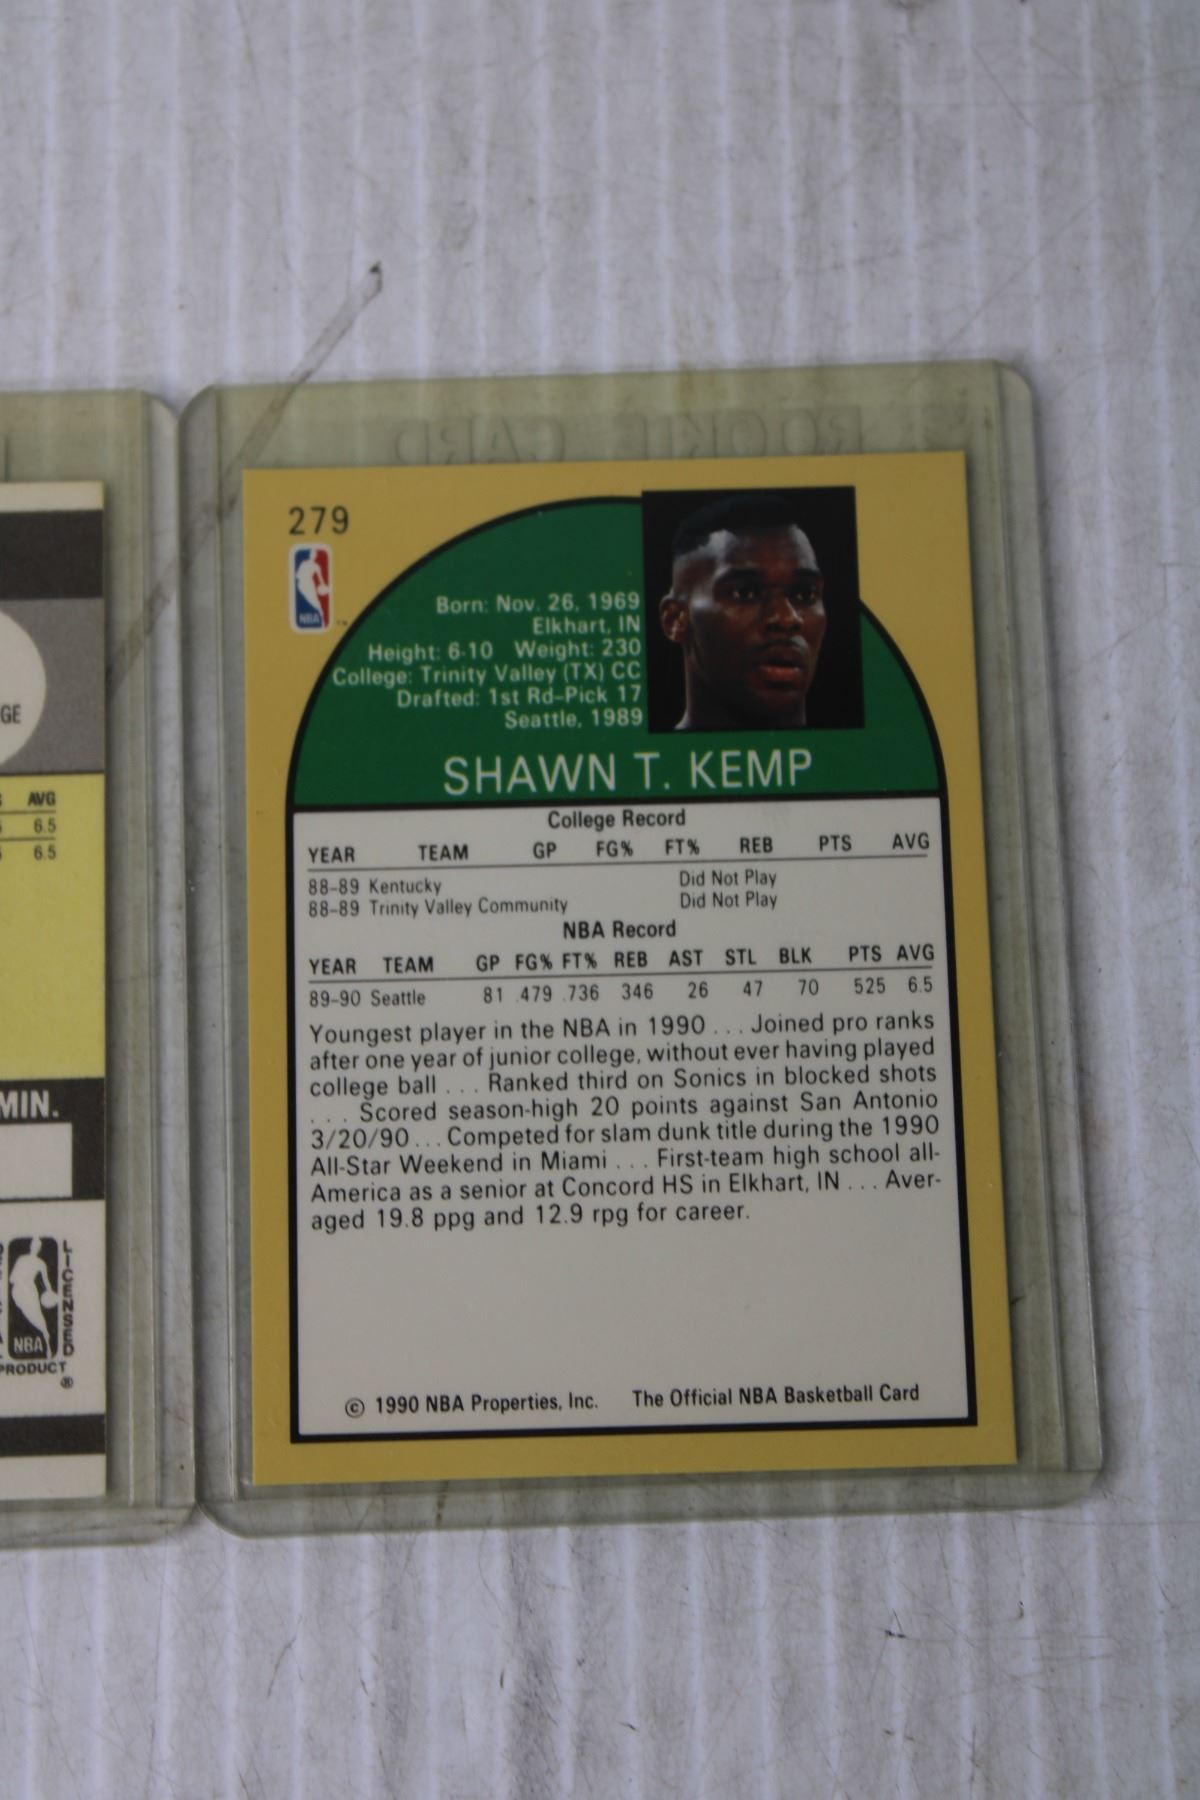 ROOKIE CARD
279
NBA
Born: Nov. 26, 1969
Elkhart, IN
Height: 6-10 Weight: 230
College: Trinity Valley (TX) CC
Drafted: 1st Rd–Pick 17
Seattle, 1989
SHAWN T. KEMP
College Record
YEAR TEAM GP FG% FT% REB PTS AVG
88–89 Kentucky Did Not Play
88–89 Trinity Valley Community Did Not Play
NBA Record
YEAR TEAM GP FG% FT% REB AST STL BLK PTS AVG
89–90 Seattle 81 .479 .736 346 26 47 70 525 6.5
Youngest player in the NBA in 1990 . . . Joined pro ranks
after one year of junior college, without ever having played
college ball . . . Ranked third on Sonics in blocked shots
. . . Scored season-high 20 points against San Antonio
3/20/90 . . . Competed for slam dunk title during the 1990
All-Star Weekend in Miami . . . First-team high school all-
America as a senior at Concord HS in Elkhart, IN . . . Aver-
aged 19.8 ppg and 12.9 rpg for career.
© 1990 NBA Properties, Inc. The Official NBA Basketball Card
GE
AVG
6.5
6.5
MIN.
LICENSED
NBA
PRODUCT
®